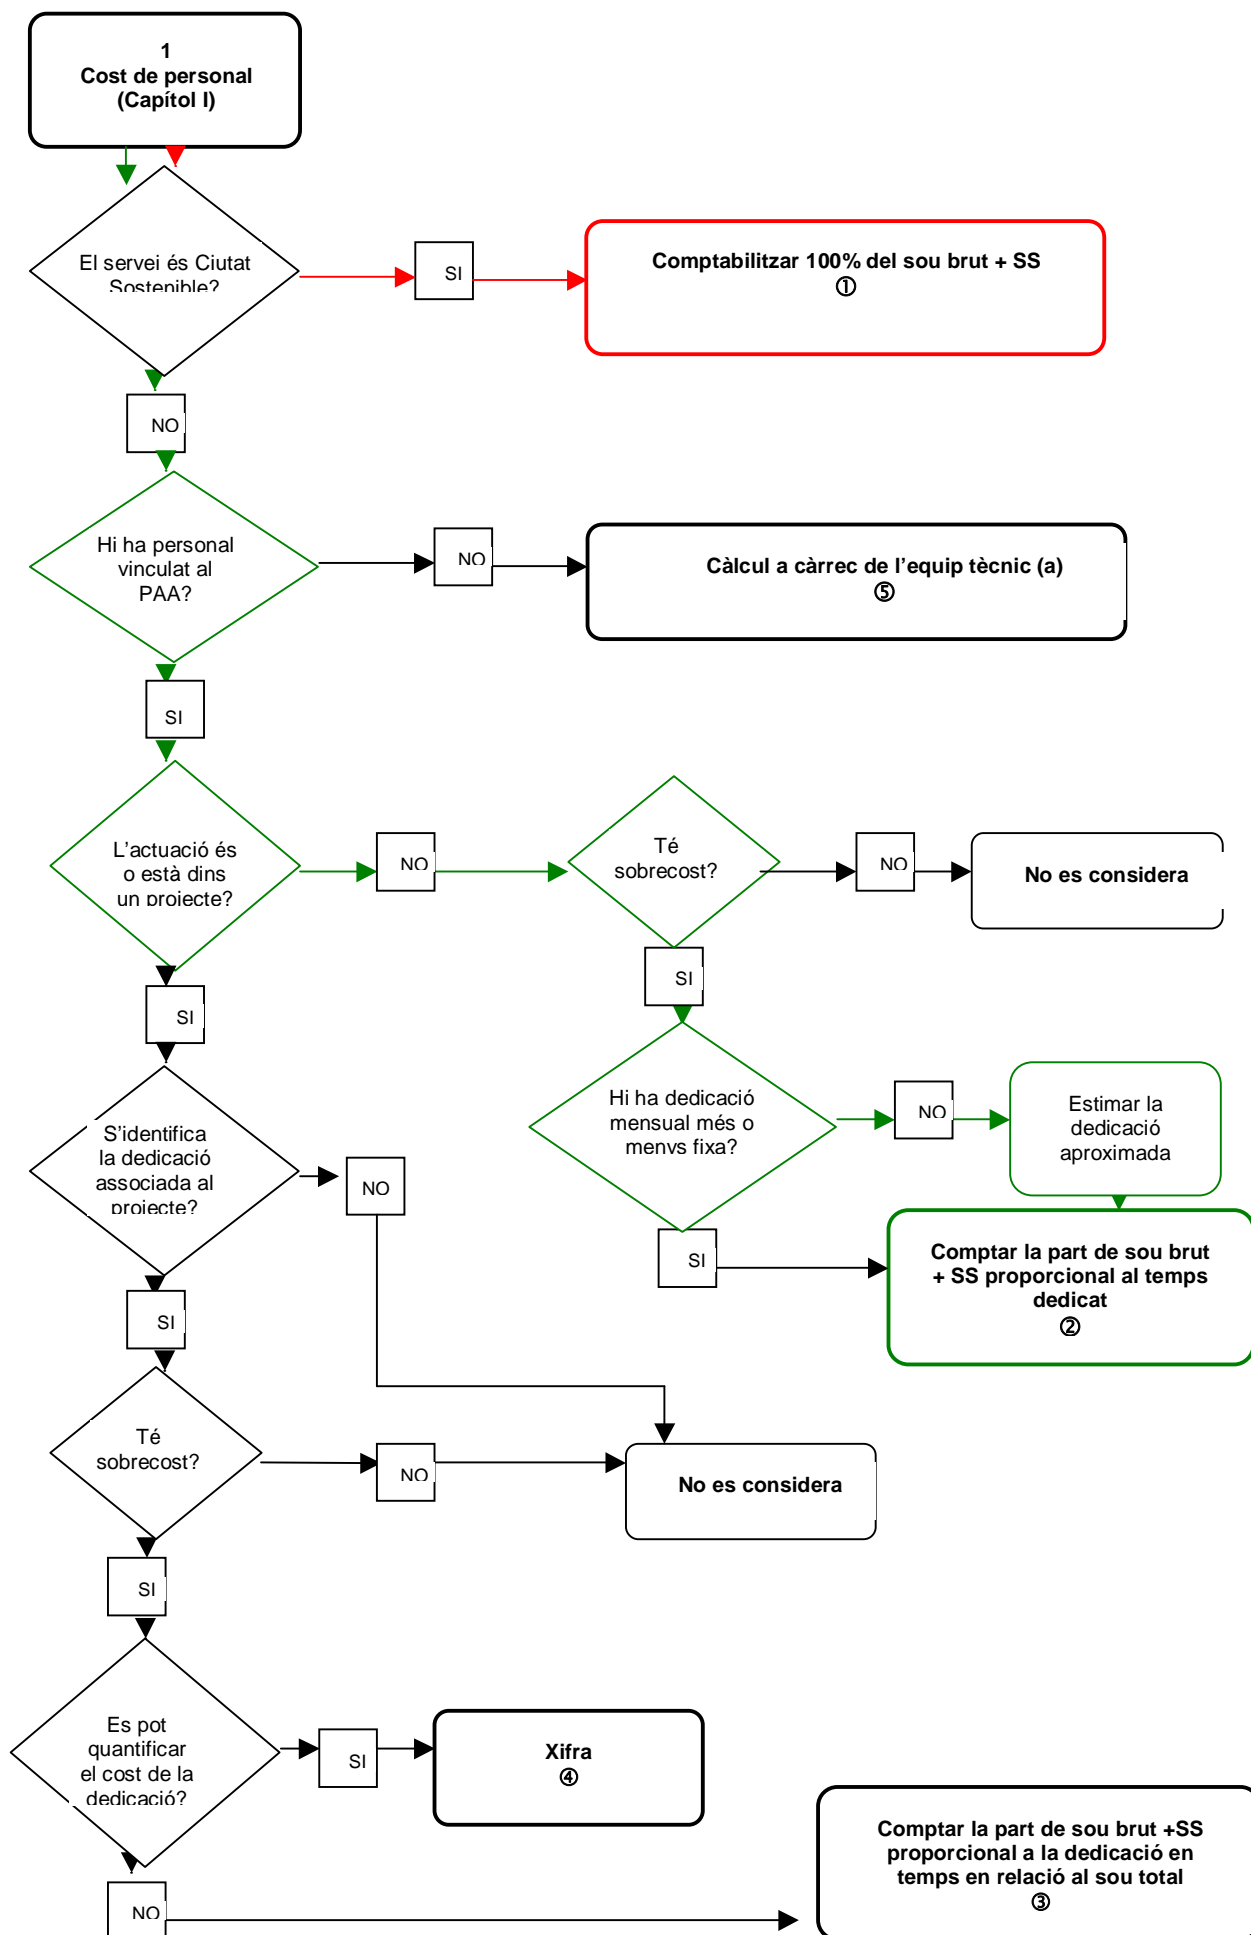 1
Cost de personal
(Capítol I)
El servei és Ciutat
Sostenible?
SI
Comptabilitzar 100% del sou brut + SS
①
NO
Hi ha personal
vinculat al
PAA?
NO
Càlcul a càrrec de l’equip tècnic (a)
⑤
SI
L’actuació és
o està dins
un projecte?
NO
Té
sobrecost?
NO
No es considera
SI
SI
Hi ha dedicació
mensual més o
menvs fixa?
NO
Estimar la
dedicació
aproximada
S’identifica
la dedicació
associada al
projecte?
NO
SI
Comptar la part de sou brut
+ SS proporcional al temps
dedicat
②
SI
Té
sobrecost?
NO
No es considera
SI
Es pot
quantificar
el cost de la
dedicació?
SI
Xifra
④
Comptar la part de sou brut +SS
proporcional a la dedicació en
temps en relació al sou total
③
NO